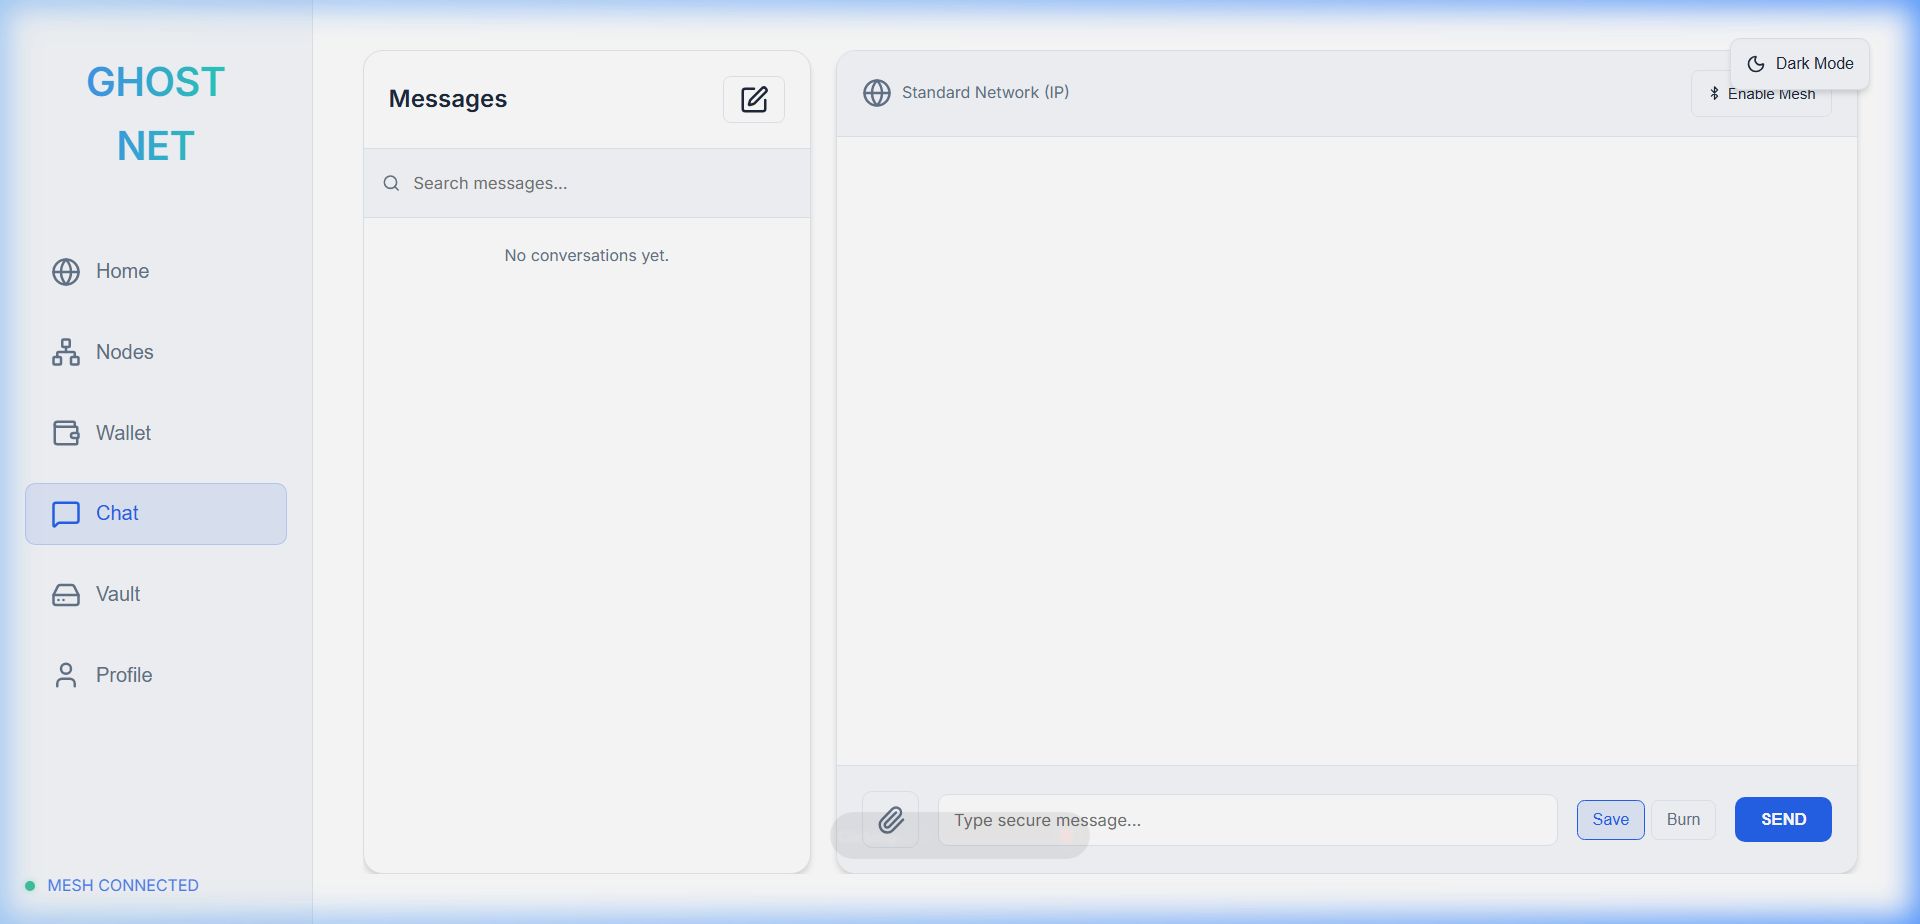 GHOST
NET
Home
Nodes
Wallet
Chat
Vault
Profile
MESH CONNECTED
Messages
Search messages...
No conversations yet.
Standard Network (IP)
Dark Mode
Enable Mesh
Type secure message...
Save
Burn
SEND